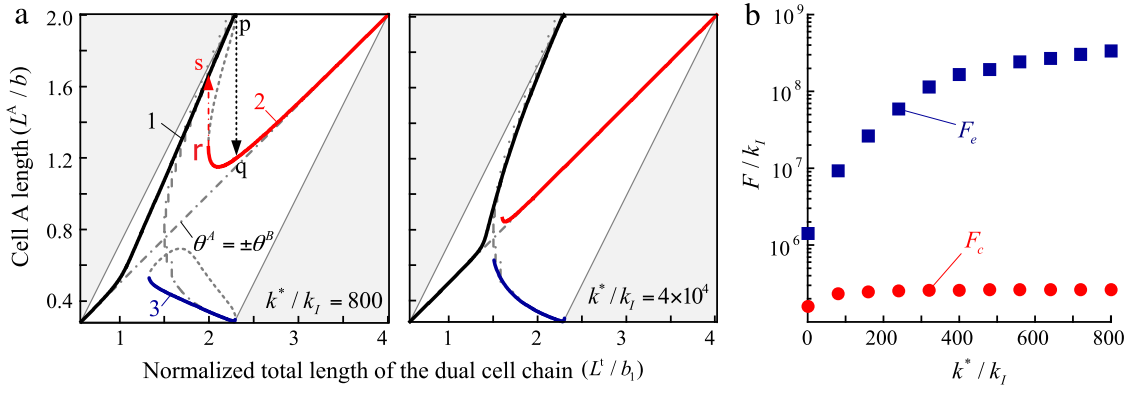 a
b
2.0
1.6
1.2
0.8
0.4
Cell A length (L^A / b)
p
s
1
2
r
q
θ^A = ±θ^B
3
k* / k_I = 800
1 2 3 4
k* / k_I = 4×10^4
1 2 3 4
Normalized total length of the dual cell chain (L^t / b_1)
10^9
10^8
10^7
10^6
F / k_I
F_e
F_c
0 200 400 600 800
k* / k_I